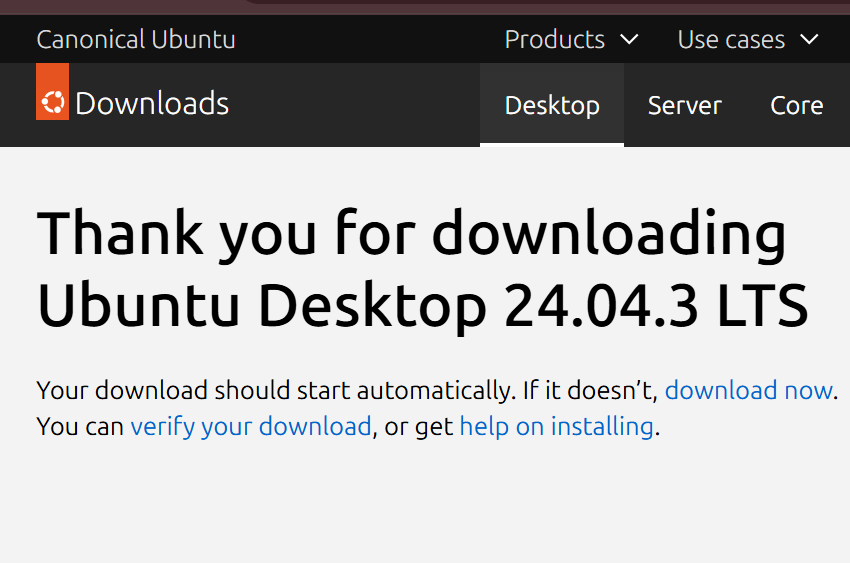 Canonical Ubuntu Products Use cases
Downloads Desktop Server Core
Thank you for downloading
Ubuntu Desktop 24.04.3 LTS
Your download should start automatically. If it doesn’t, download now.
You can verify your download, or get help on installing.